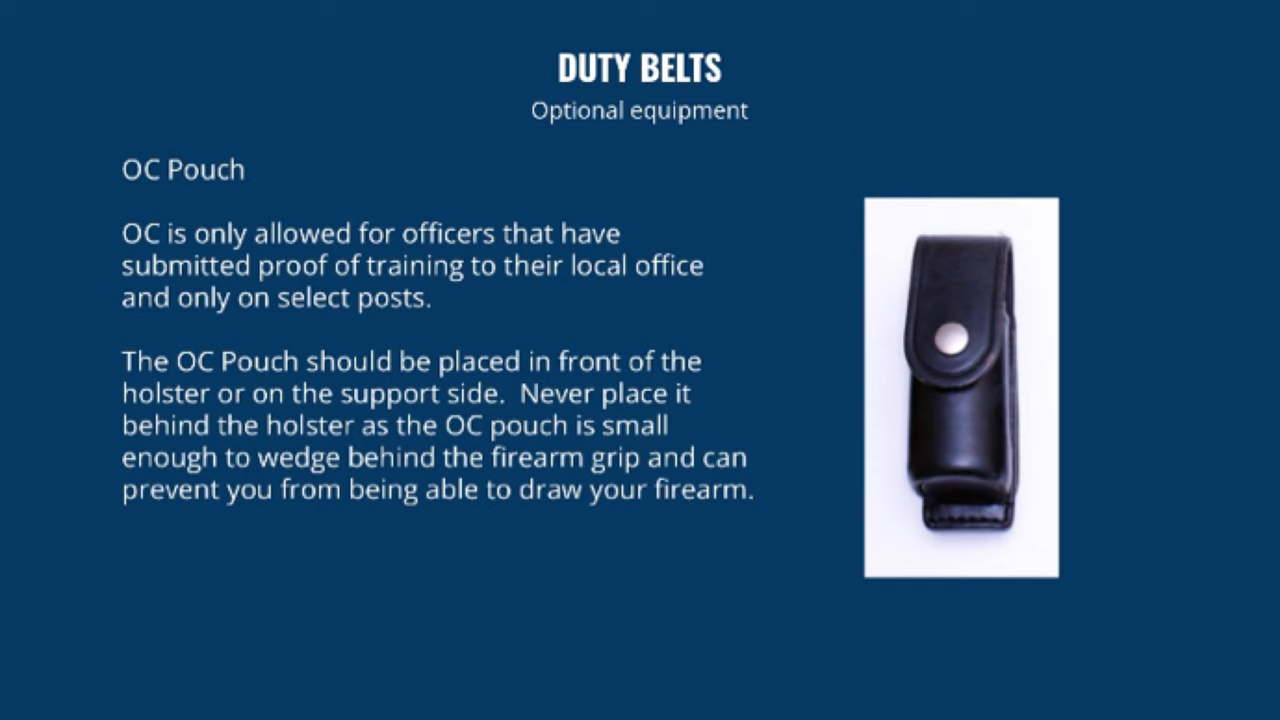 DUTY BELTS
Optional equipment
OC Pouch
OC is only allowed for officers that have
submitted proof of training to their local office
and only on select posts.
The OC Pouch should be placed in front of the
holster or on the support side.  Never place it
behind the holster as the OC pouch is small
enough to wedge behind the firearm grip and can
prevent you from being able to draw your firearm.